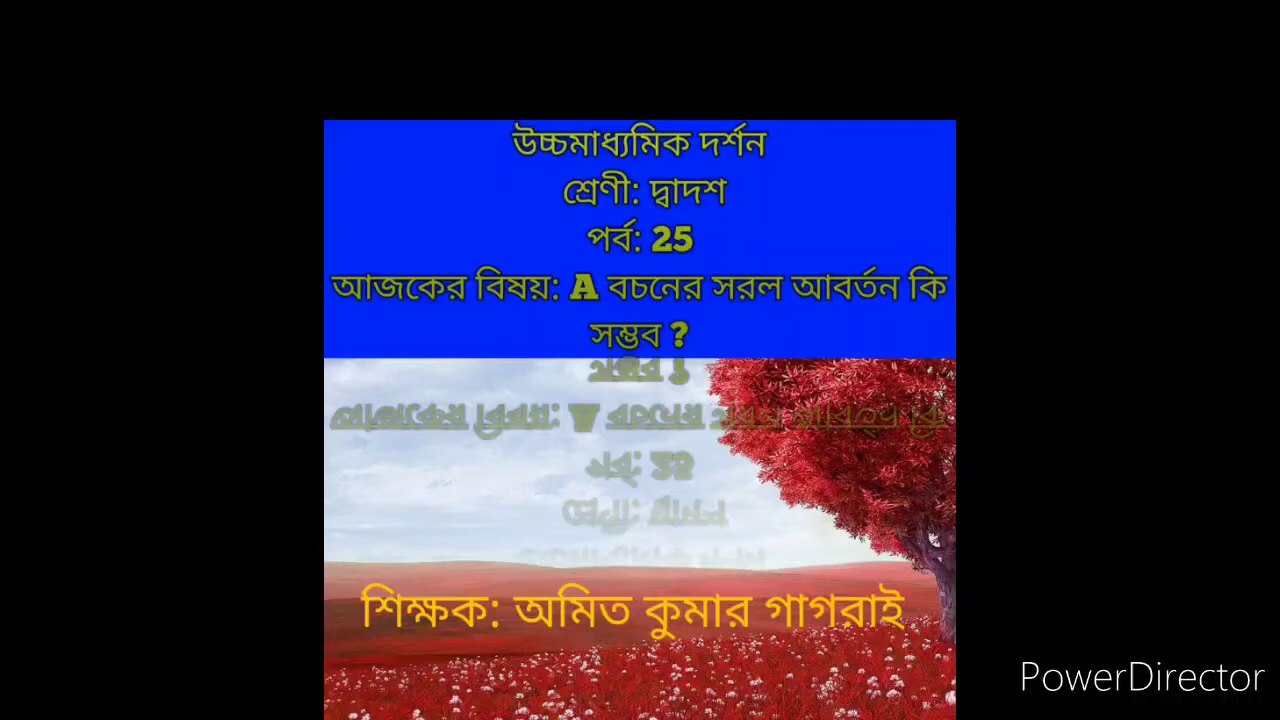 উচ্চমাধ্যমিক দর্শন
শ্রেণী: দ্বাদশ
পর্ব: 25
আজকের বিষয়: A বচনের সরল আবর্তন কি
সম্ভব ?
শিক্ষক: অমিত কুমার গাগরাই
PowerDirector